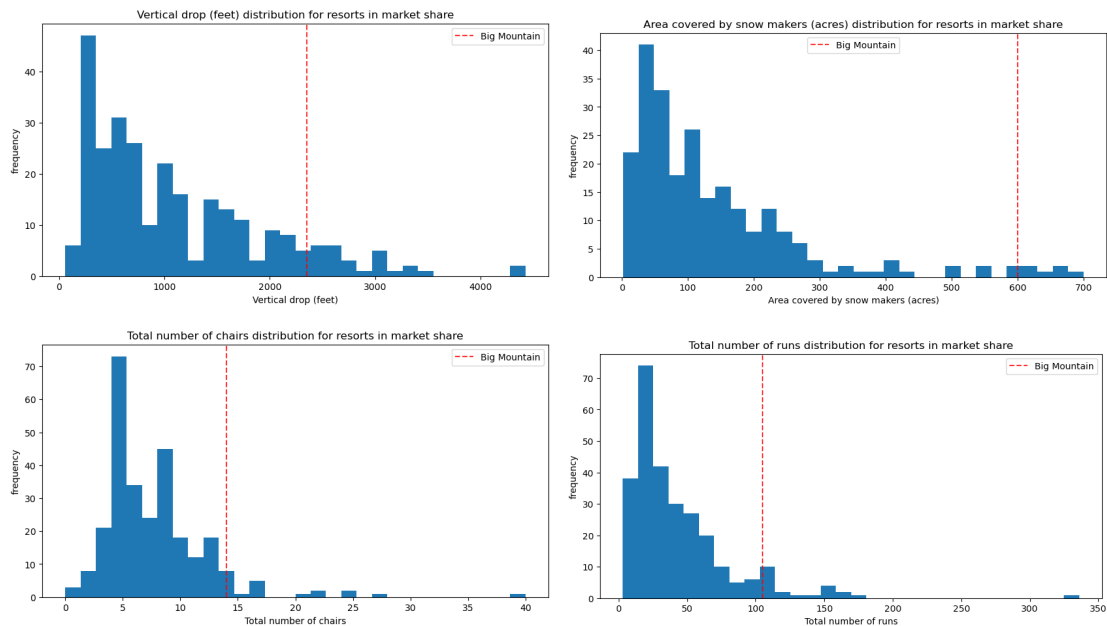 Vertical drop (feet) distribution for resorts in market share
Big Mountain
frequency
0
10
20
30
40
0 1000 2000 3000 4000
Vertical drop (feet)
Area covered by snow makers (acres) distribution for resorts in market share
Big Mountain
frequency
0
5
10
15
20
25
30
35
40
0 100 200 300 400 500 600 700
Area covered by snow makers (acres)
Total number of chairs distribution for resorts in market share
Big Mountain
frequency
0
10
20
30
40
50
60
70
0 5 10 15 20 25 30 35 40
Total number of chairs
Total number of runs distribution for resorts in market share
Big Mountain
frequency
0
10
20
30
40
50
60
70
0 50 100 150 200 250 300 350
Total number of runs